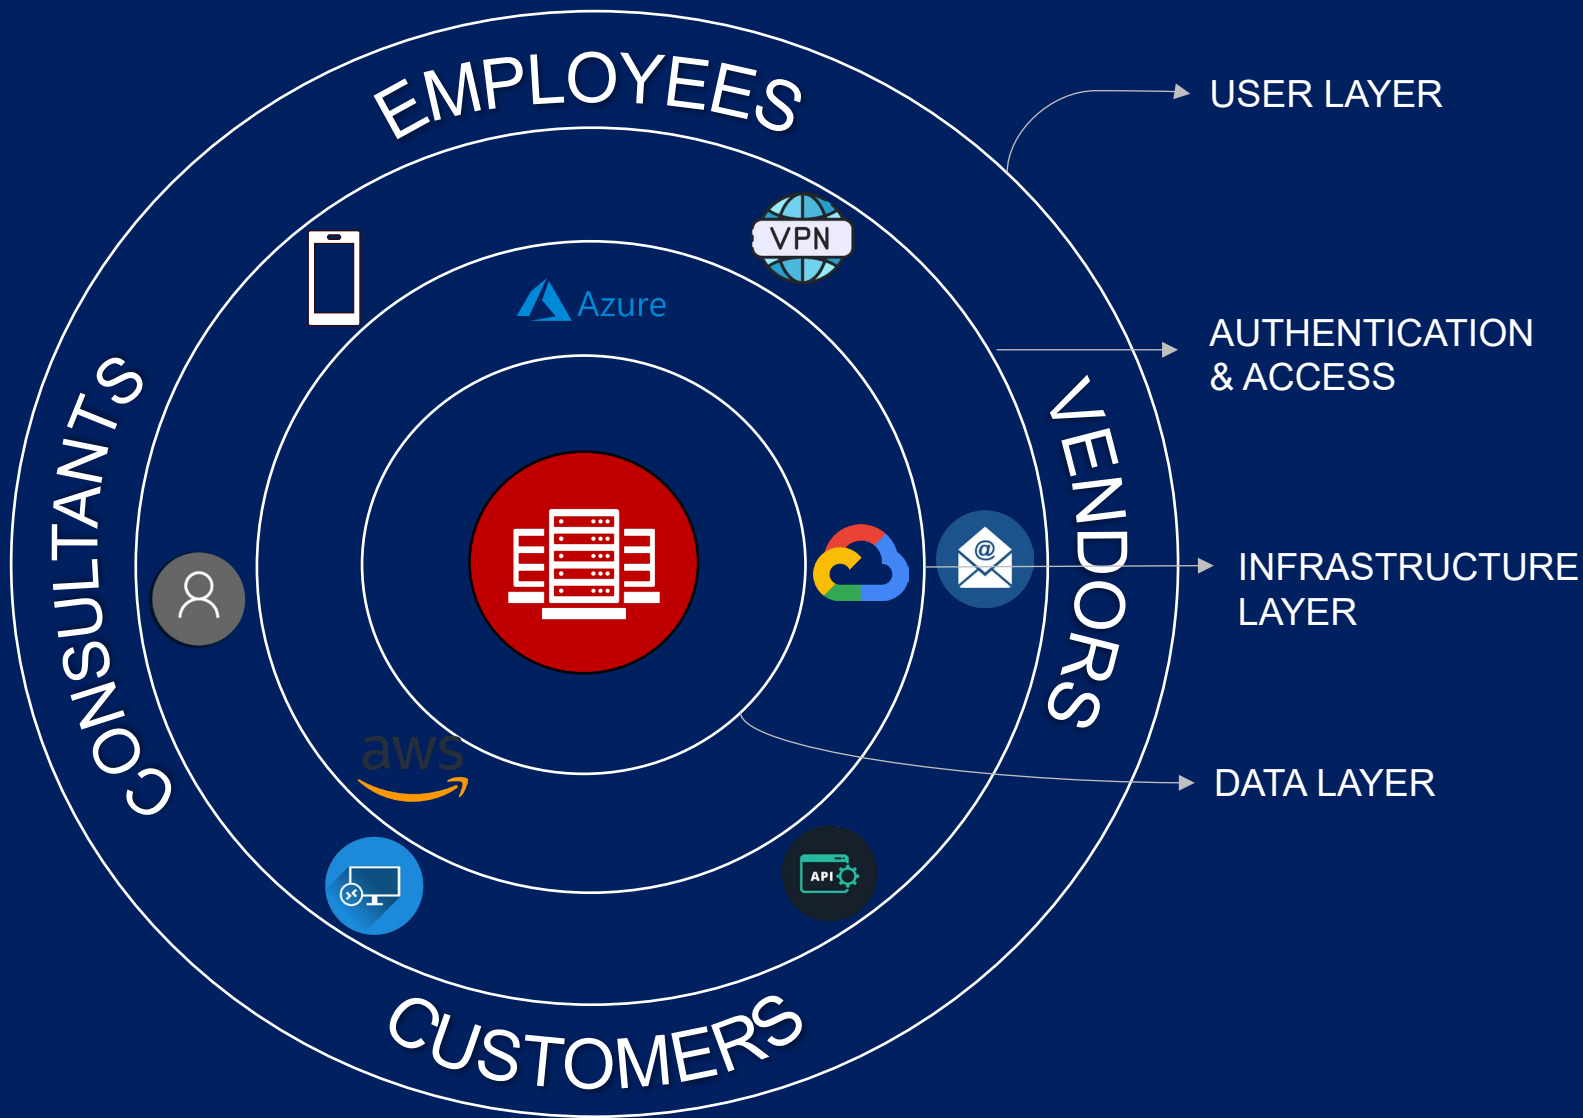 EMPLOYEES
USER LAYER
VPN
Azure
AUTHENTICATION
& ACCESS
CONSULTANTS
VENDORS
@
INFRASTRUCTURE
LAYER
aws
DATA LAYER
API
CUSTOMERS